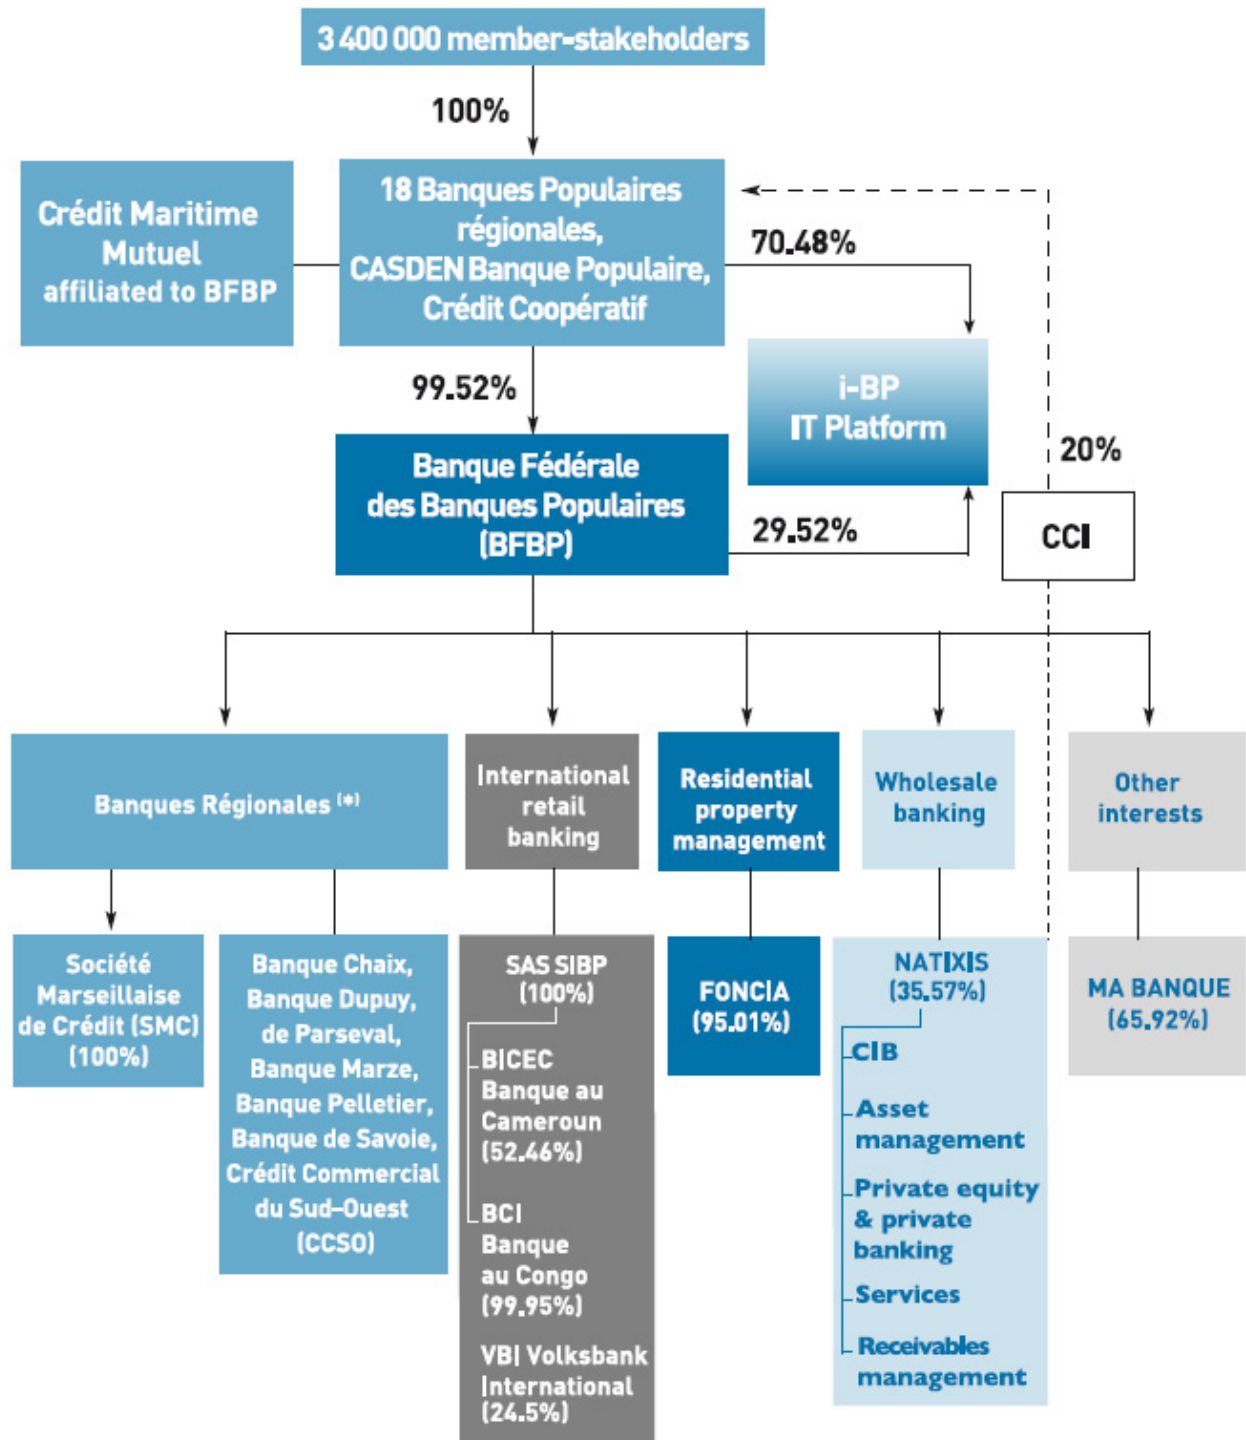 3 400 000 member-stakeholders
100%
Crédit Maritime
Mutuel
affiliated to BFBP
18 Banques Populaires
régionales,
CASDEN Banque Populaire,
Crédit Coopératif
70.48%
99.52%
i-BP
IT Platform
20%
CCI
Banque Fédérale
des Banques Populaires
(BFBP)
29.52%
Banques Régionales (*)
International
retail
banking
Residential
property
management
Wholesale
banking
Other
interests
Société
Marseillaise
de Crédit (SMC)
(100%)
Banque Chaix,
Banque Dupuy,
de Parseval,
Banque Marze,
Banque Pelletier,
Banque de Savoie,
Crédit Commercial
du Sud-Ouest
(CCSO)
SAS SIBP
(100%)
BICEC
Banque au
Cameroun
(52.46%)
BCI
Banque
au Congo
(99.95%)
VBI Volksbank
International
(24.5%)
FONCIA
(95.01%)
NATIXIS
(35.57%)
CIB
Asset
management
Private equity
& private
banking
Services
Receivables
management
MA BANQUE
(65.92%)